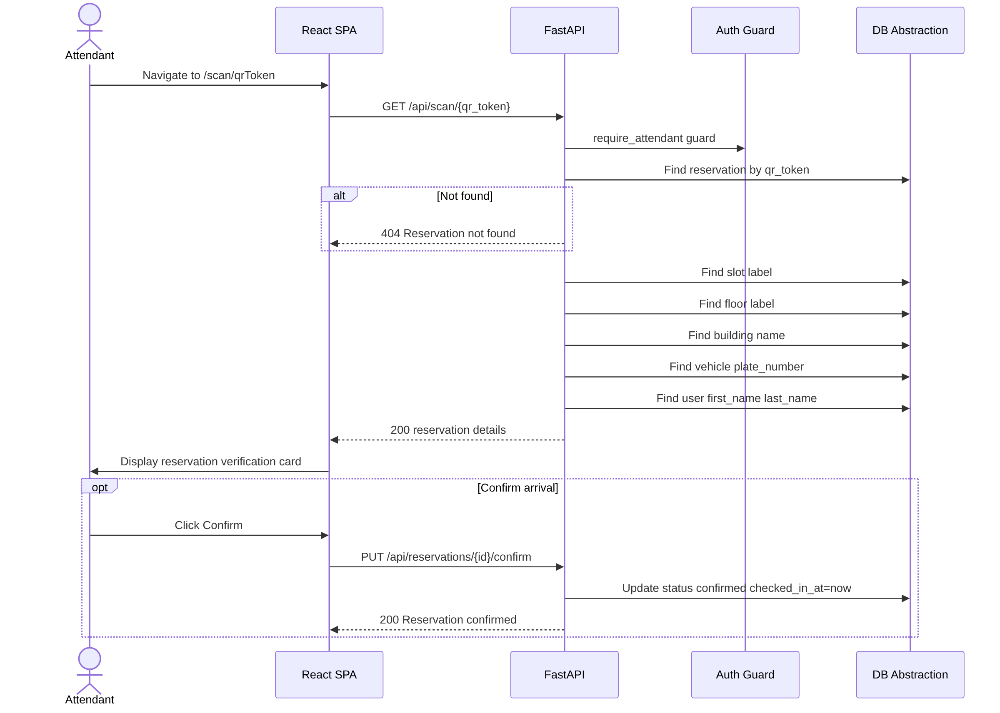 Attendant
React SPA
FastAPI
Auth Guard
DB Abstraction
Navigate to /scan/qrToken
GET /api/scan/{qr_token}
require_attendant guard
Find reservation by qr_token
alt
[Not found]
404 Reservation not found
Find slot label
Find floor label
Find building name
Find vehicle plate_number
Find user first_name last_name
200 reservation details
Display reservation verification card
opt
[Confirm arrival]
Click Confirm
PUT /api/reservations/{id}/confirm
Update status confirmed checked_in_at=now
200 Reservation confirmed
Attendant
React SPA
FastAPI
Auth Guard
DB Abstraction